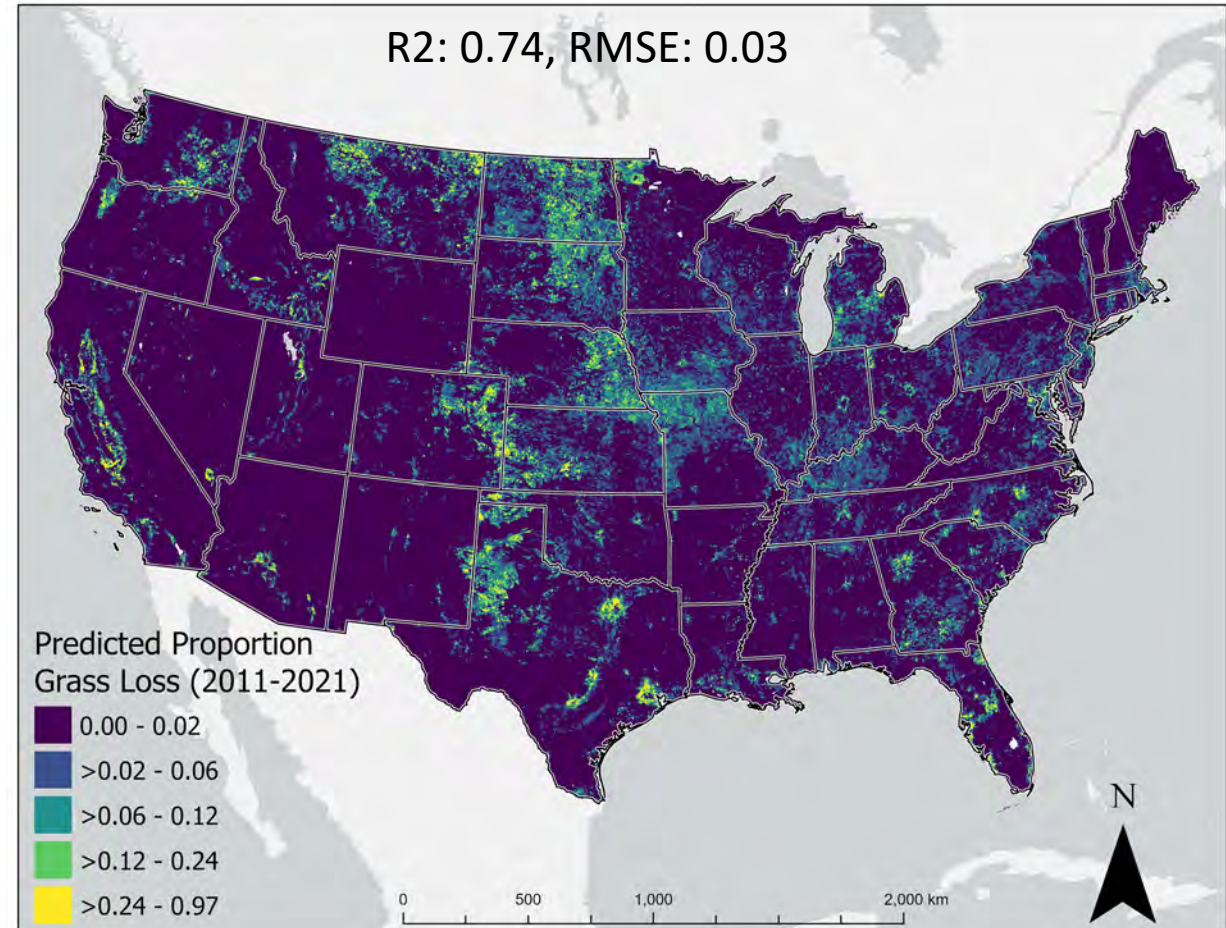 R2: 0.74, RMSE: 0.03
Predicted Proportion
Grass Loss (2011-2021)
0.00 - 0.02
>0.02 - 0.06
>0.06 - 0.12
>0.12 - 0.24
>0.24 - 0.97
0 500 1,000 2,000 km
N